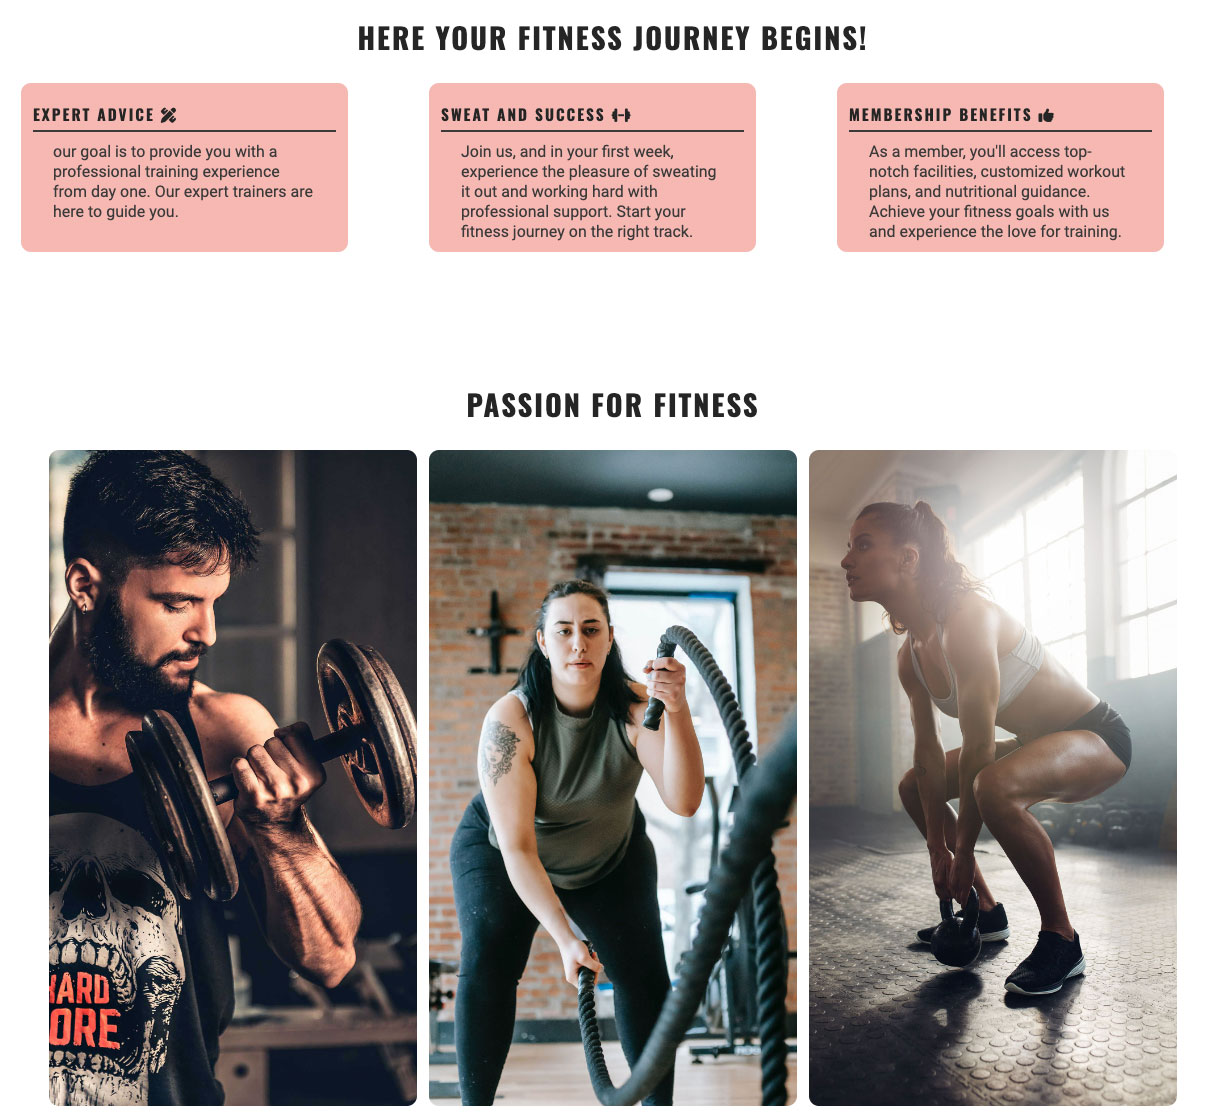 HERE YOUR FITNESS JOURNEY BEGINS!
EXPERT ADVICE
our goal is to provide you with a
professional training experience
from day one. Our expert trainers are
here to guide you.
SWEAT AND SUCCESS
Join us, and in your first week,
experience the pleasure of sweating
it out and working hard with
professional support. Start your
fitness journey on the right track.
MEMBERSHIP BENEFITS
As a member, you'll access top-
notch facilities, customized workout
plans, and nutritional guidance.
Achieve your fitness goals with us
and experience the love for training.
PASSION FOR FITNESS
HARD
ORE